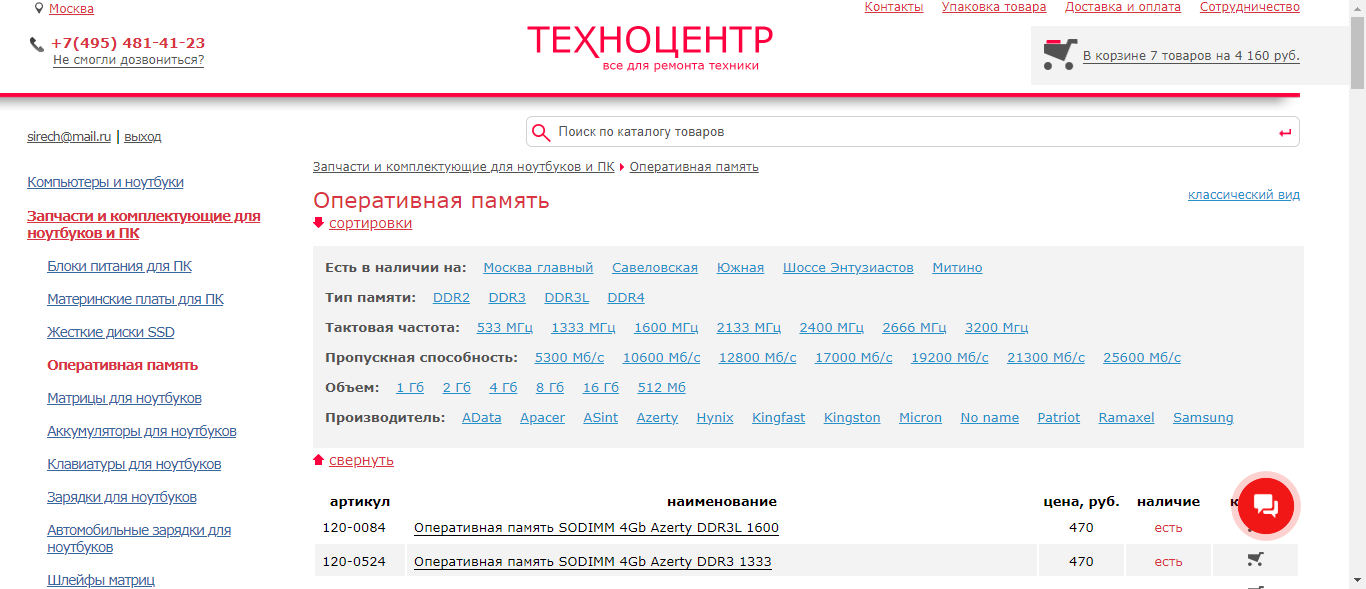 Москва
Контакты Упаковка товара Доставка и оплата Сотрудничество
+7(495) 481-41-23
Не смогли дозвониться?
ТЕХНОЦЕНТР
все для ремонта техники
В корзине 7 товаров на 4 160 руб.
sirech@mail.ru | выход
Поиск по каталогу товаров
Компьютеры и ноутбуки
Запчасти и комплектующие для
ноутбуков и ПК
Блоки питания для ПК
Материнские платы для ПК
Жесткие диски SSD
Оперативная память
Матрицы для ноутбуков
Аккумуляторы для ноутбуков
Клавиатуры для ноутбуков
Зарядки для ноутбуков
Автомобильные зарядки для
ноутбуков
Шлейфы матриц
Запчасти и комплектующие для ноутбуков и ПК Оперативная память
Оперативная память
классический вид
сортировки
Есть в наличии на: Москва главный Савеловская Южная Шоссе Энтузиастов Митино
Тип памяти: DDR2 DDR3 DDR3L DDR4
Тактовая частота: 533 МГц 1333 МГц 1600 МГц 2133 МГц 2400 МГц 2666 МГц 3200 Мгц
Пропускная способность: 5300 Мб/с 10600 Мб/с 12800 Мб/с 17000 Мб/с 19200 Мб/с 21300 Мб/с 25600 Мб/с
Объем: 1 Гб 2 Гб 4 Гб 8 Гб 16 Гб 512 Мб
Производитель: AData Apacer ASint Azerty Hynix Kingfast Kingston Micron No name Patriot Ramaxel Samsung
свернуть
артикул наименование цена, руб. наличие
120-0084 Оперативная память SODIMM 4Gb Azerty DDR3L 1600 470 есть
120-0524 Оперативная память SODIMM 4Gb Azerty DDR3 1333 470 есть